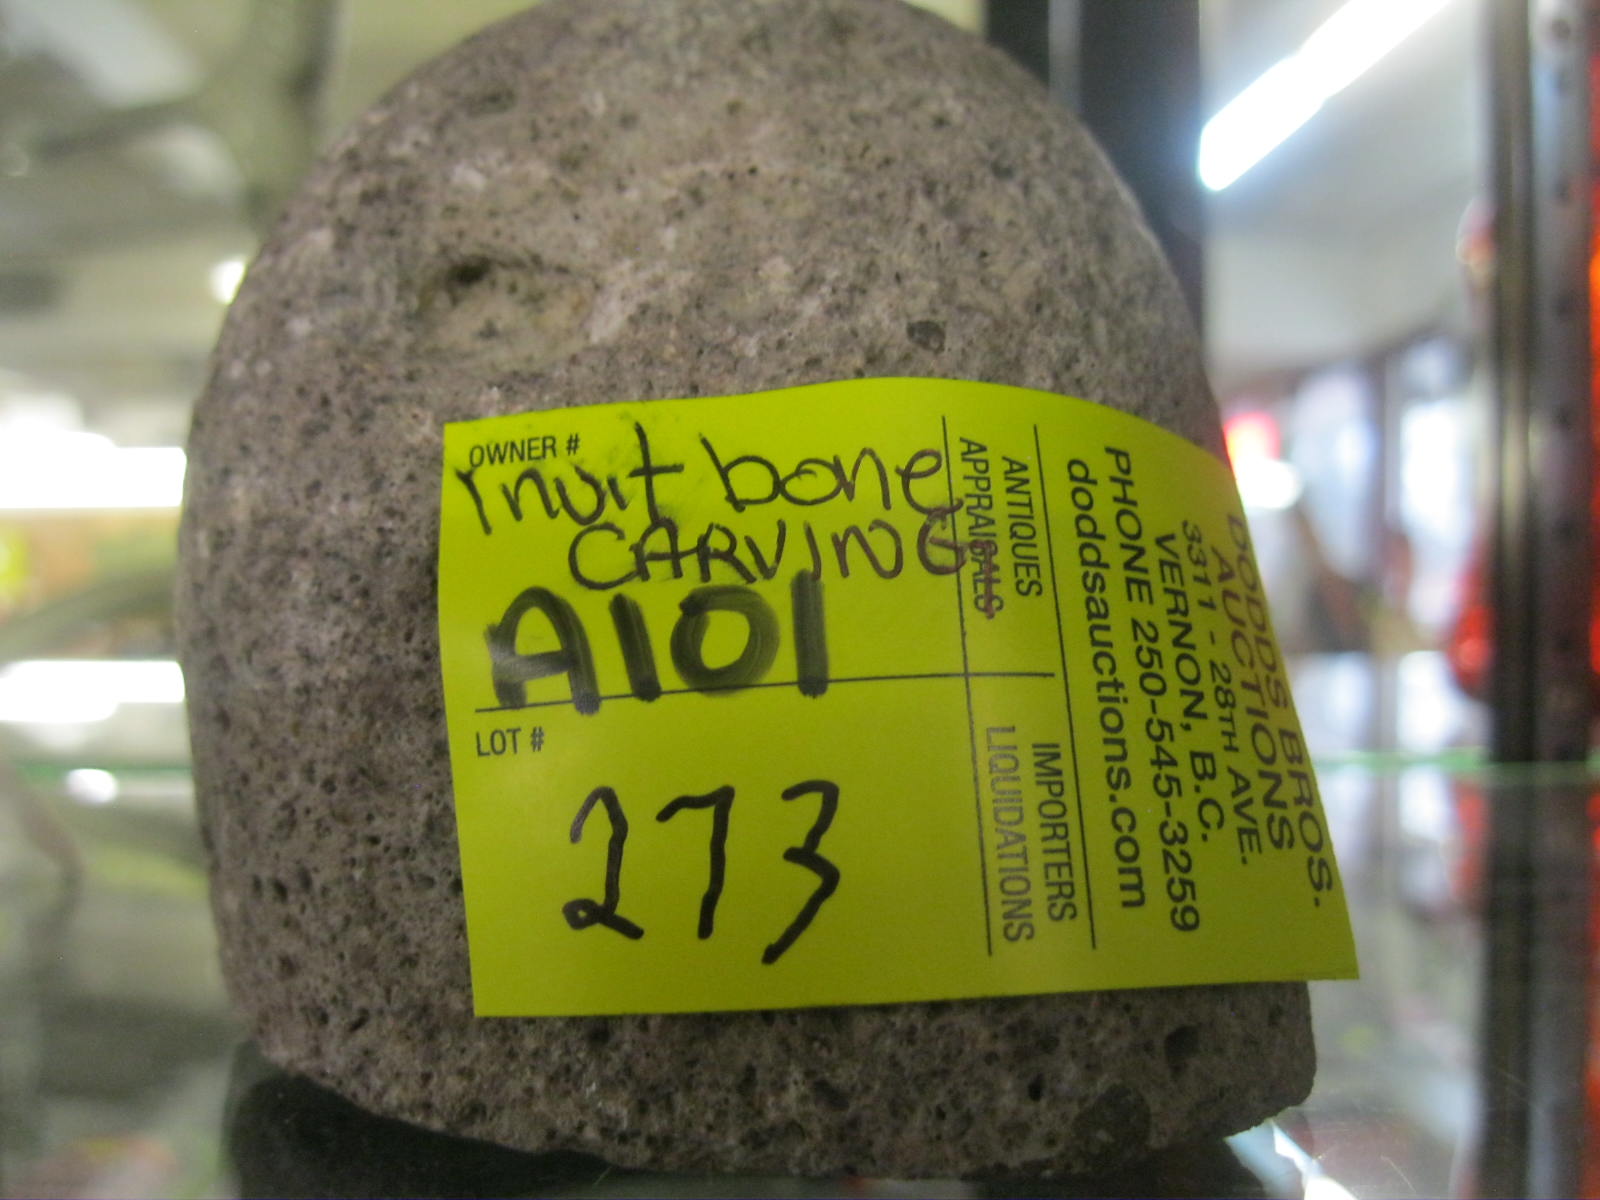 OWNER #
Inuit bone
CARVING
A101
LOT #
273
ANTIQUES
APPRAISALS
IMPORTERS
LIQUIDATIONS
DODDS BROS.
AUCTIONS
3311 - 28TH AVE.
VERNON, B.C.
PHONE 250-545-3259
doddsauctions.com